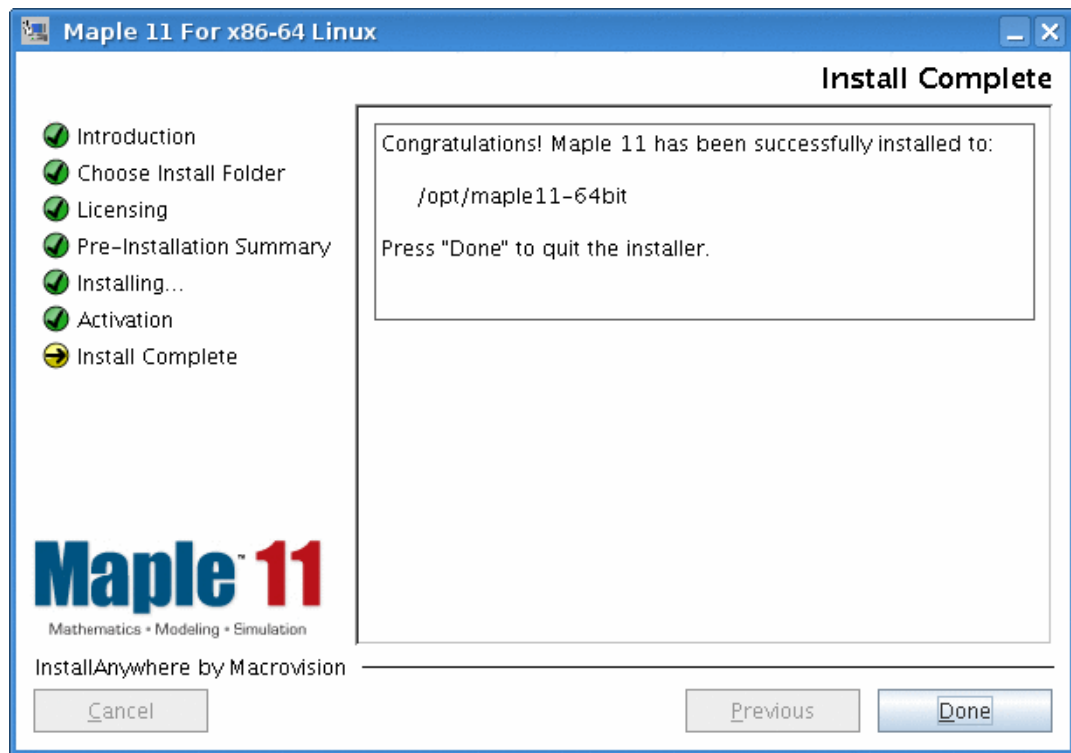 Maple 11 For x86-64 Linux
Install Complete
Introduction
Choose Install Folder
Licensing
Pre-Installation Summary
Installing...
Activation
Install Complete
Congratulations! Maple 11 has been successfully installed to:
/opt/maple11-64bit
Press "Done" to quit the installer.
Maple™ 11
Mathematics • Modeling • Simulation
InstallAnywhere by Macrovision
Cancel
Previous
Done